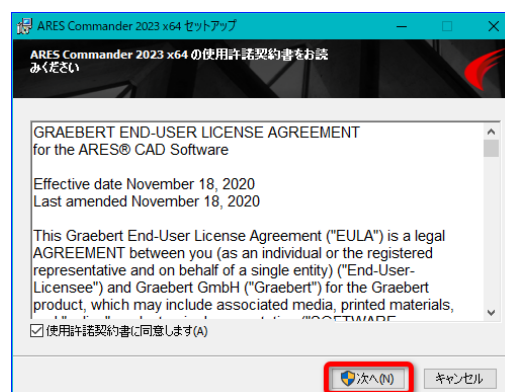 ARES Commander 2023 x64 セットアップ
ARES Commander 2023 x64 の使用許諾契約書をお読
みください
GRAEBERT END-USER LICENSE AGREEMENT
for the ARES® CAD Software
Effective date November 18, 2020
Last amended November 18, 2020
This Graebert End-User License Agreement ("EULA") is a legal
AGREEMENT between you (as an individual or the registered
representative and on behalf of a single entity) ("End-User-
Licensee") and Graebert GmbH ("Graebert") for the Graebert
product, which may include associated media, printed materials,
使用許諾契約書に同意します(A)
次へ(N)
キャンセル